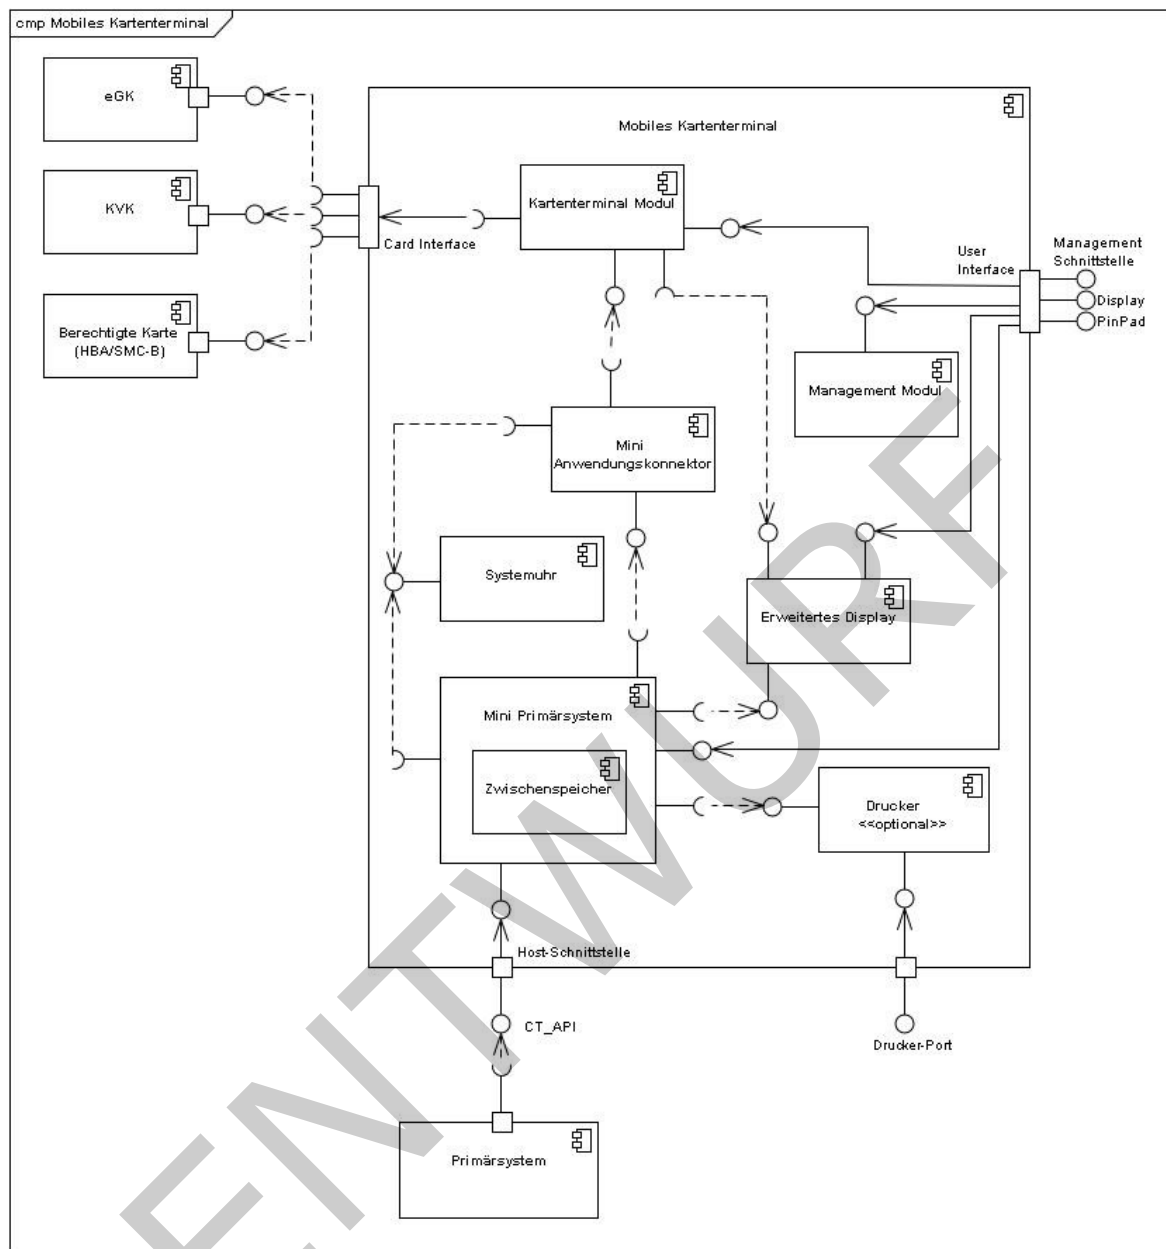 cmp Mobiles Kartenterminal
eGK
Mobiles Kartenterminal
Kartenterminal Modul
KVK
Card Interface
User
Interface
Management
Schnittstelle
Display
PinPad
Berechtigte Karte
(HBA/SMC-B)
Management Modul
Mini
Anwendungskonnektor
Systemuhr
Erweitertes Display
Mini Primärsystem
Zwischenspeicher
Drucker
<<optional>>
Host-Schnittstelle
CT_API
Drucker-Port
Primärsystem
ENTWURF